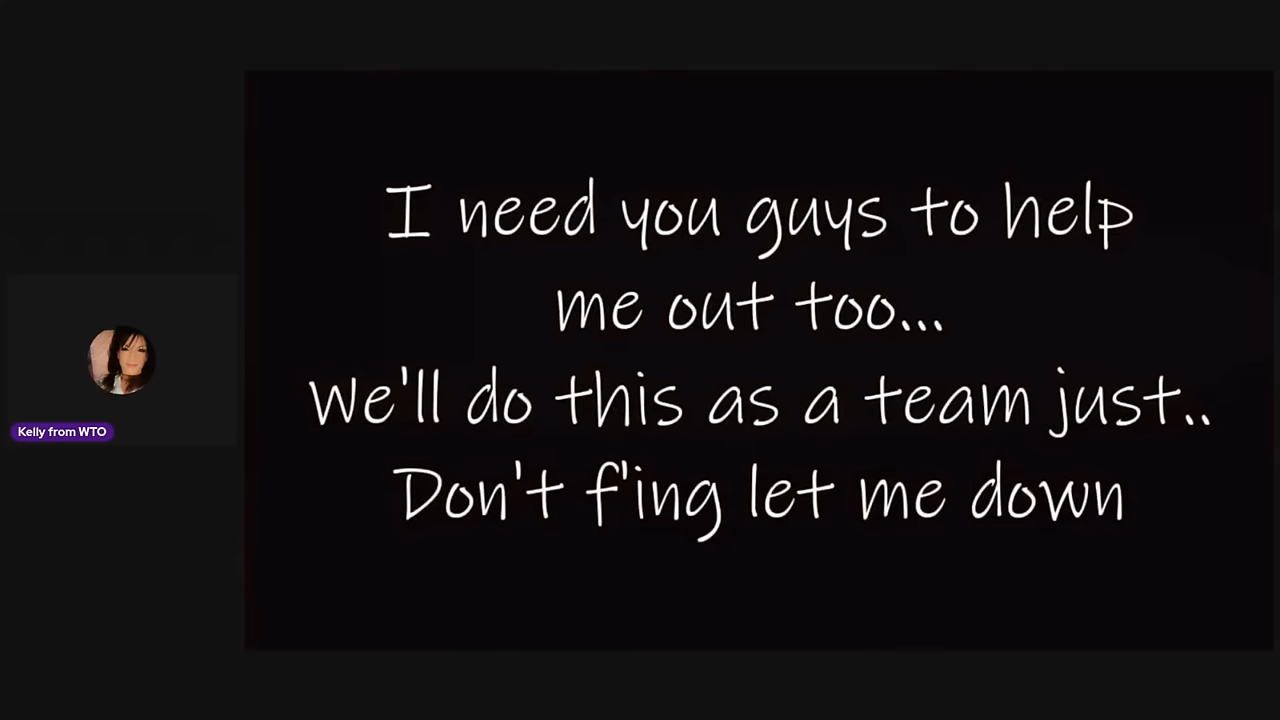 I need you guys to help
me out too...
We'll do this as a team just..
Don't f'ing let me down
Kelly from WTO